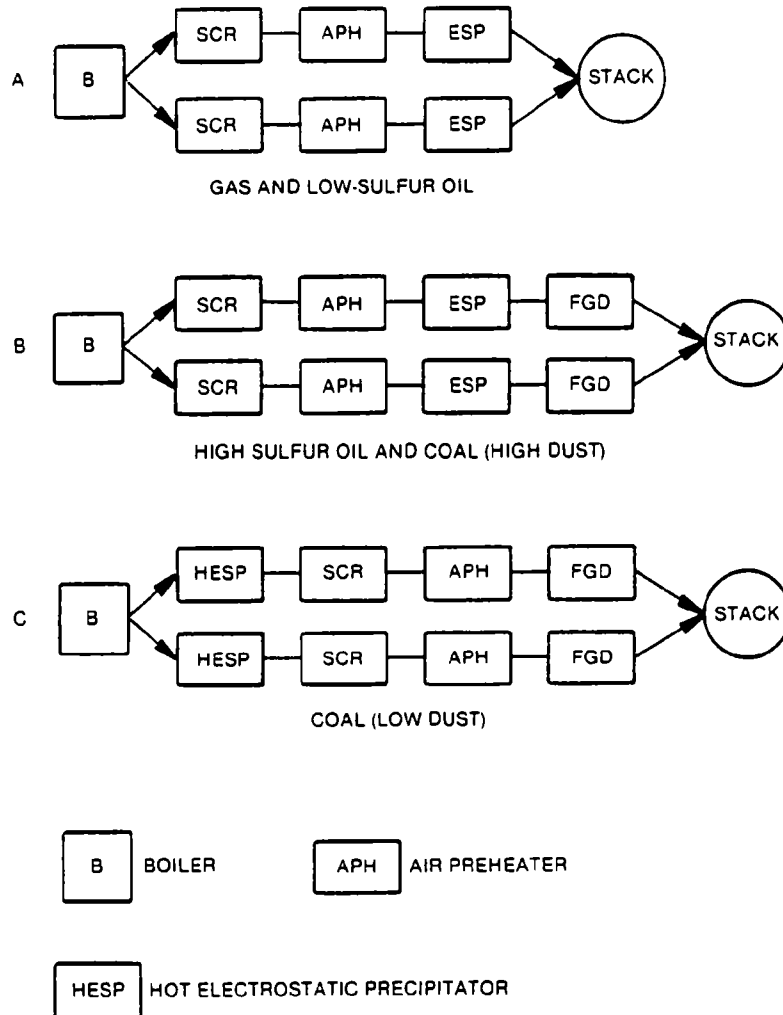 SCR APH ESP
A B STACK
SCR APH ESP
GAS AND LOW-SULFUR OIL
SCR APH ESP FGD
B B STACK
SCR APH ESP FGD
HIGH SULFUR OIL AND COAL (HIGH DUST)
HESP SCR APH FGD
C B STACK
HESP SCR APH FGD
COAL (LOW DUST)
B BOILER APH AIR PREHEATER
HESP HOT ELECTROSTATIC PRECIPITATOR